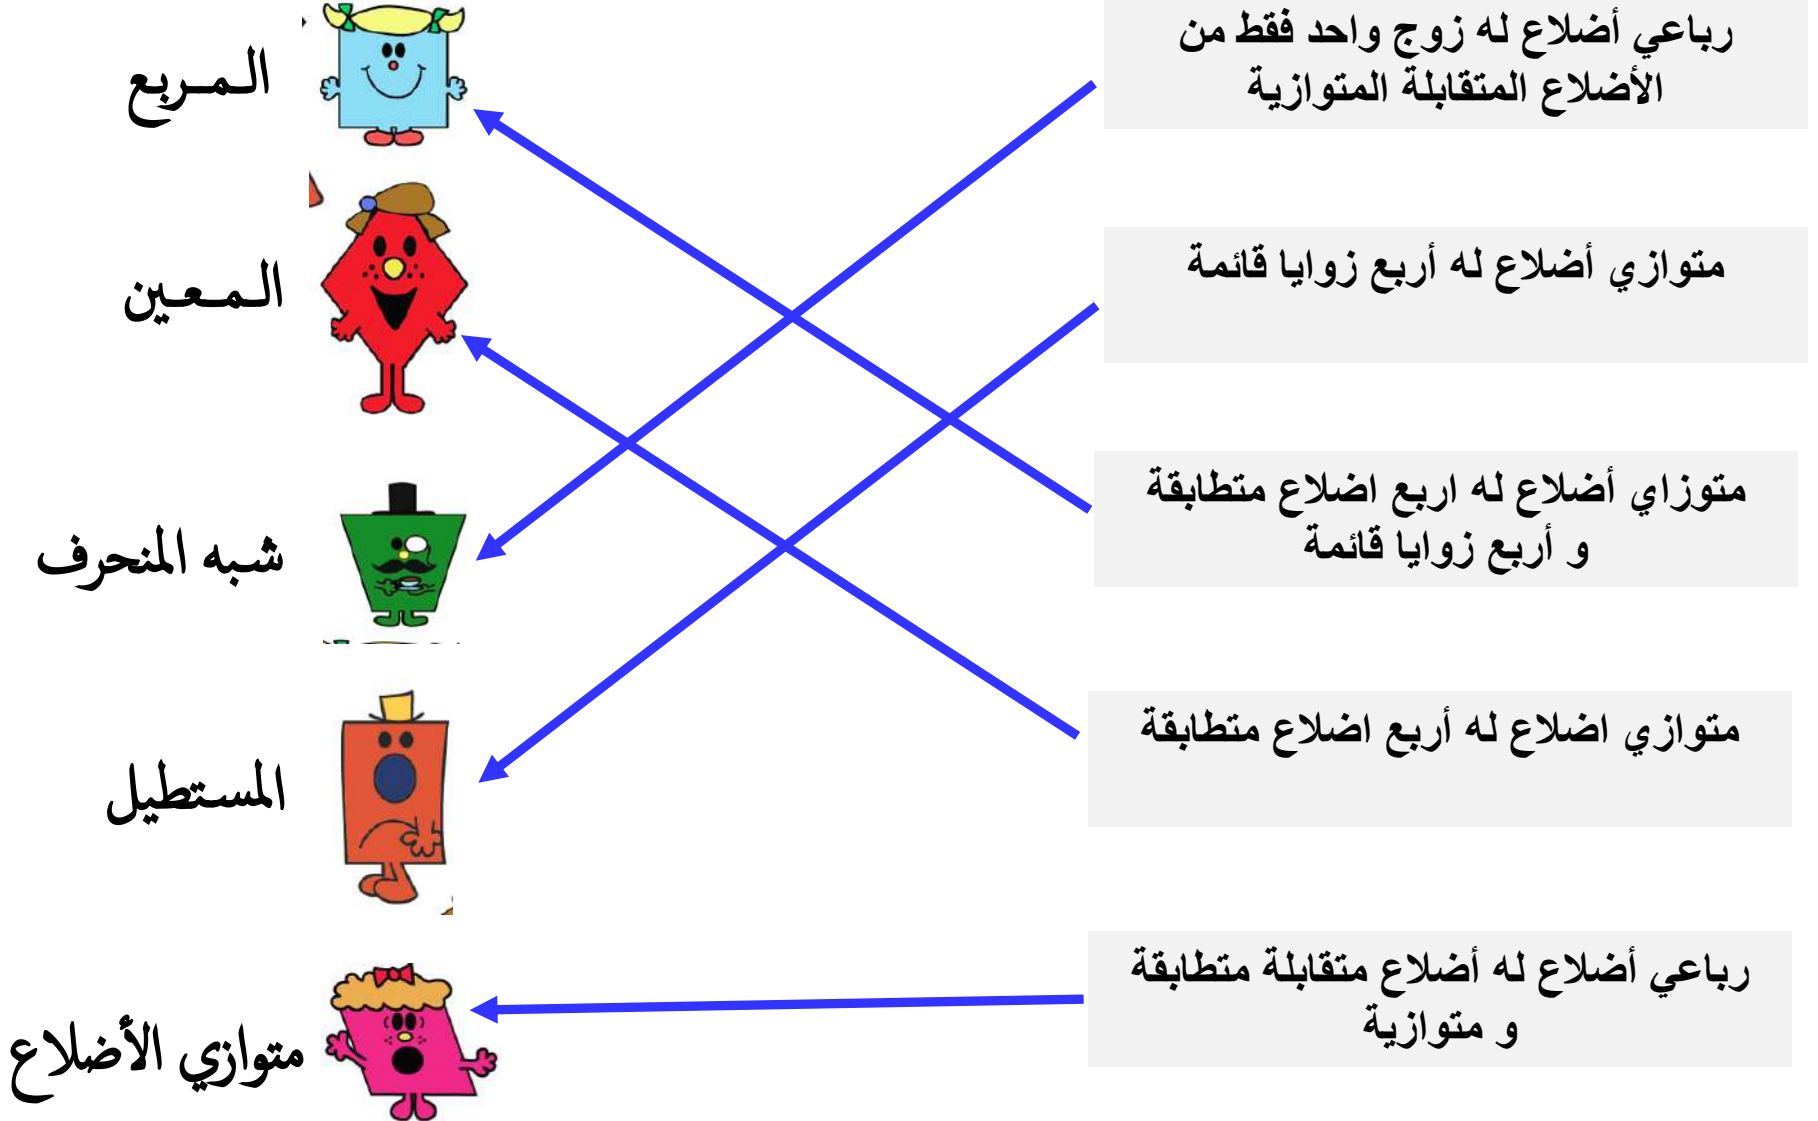 رباعي أضلاع له زوج واحد فقط من
الأضلاع المتقابلة المتوازية
المربع
متوازي أضلاع له أربع زوايا قائمة
المعين
متوزاي أضلاع له اربع اضلاع متطابقة
و أربع زوايا قائمة
شبه المنحرف
متوازي اضلاع له أربع اضلاع متطابقة
المستطيل
رباعي أضلاع له أضلاع متقابلة متطابقة
و متوازية
متوازي الأضلاع